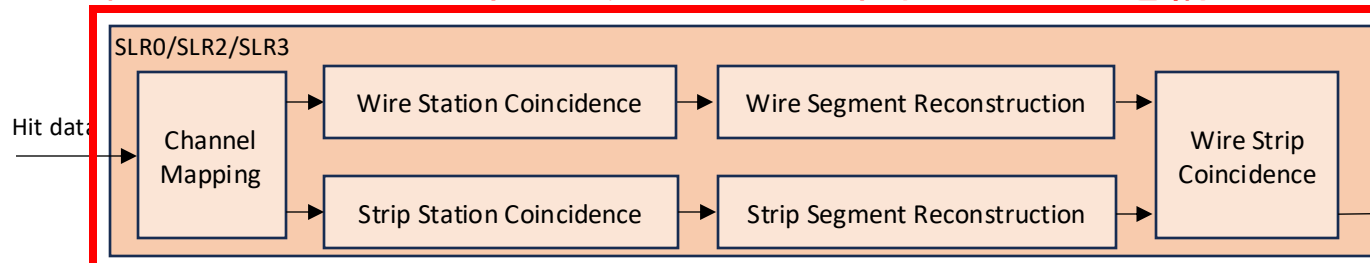 SLR0/SLR2/SLR3
Hit data
Channel
Mapping
Wire Station Coincidence
Wire Segment Reconstruction
Strip Station Coincidence
Strip Segment Reconstruction
Wire Strip
Coincidence